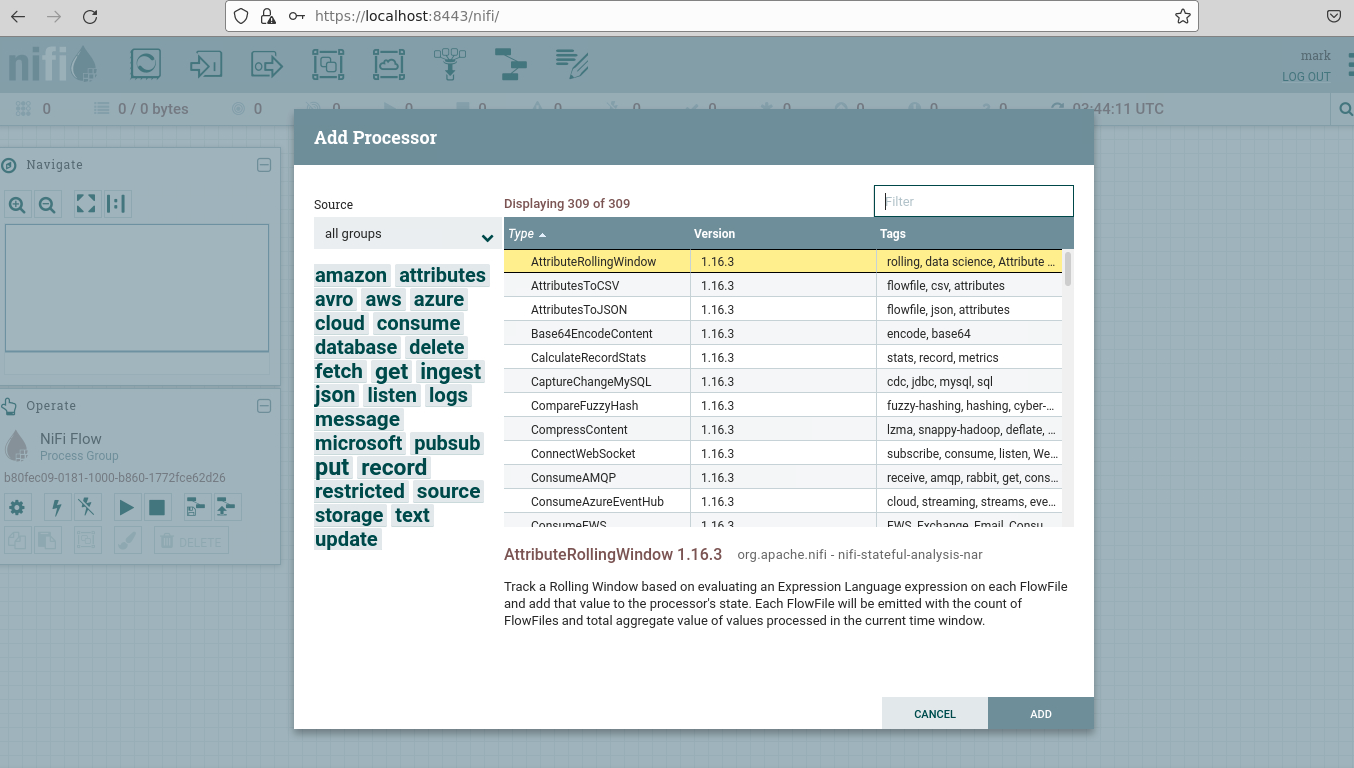 https://localhost:8443/nifi/
nifi
mark
LOG OUT
0 0 / 0 bytes 0 0 0 0 0 0 0 0 0 0 0 03:44:11 UTC
Add Processor
Navigate
Source
Displaying 309 of 309
Filter
all groups
Type Version Tags
AttributeRollingWindow 1.16.3 rolling, data science, Attribute ...
AttributesToCSV 1.16.3 flowfile, csv, attributes
AttributesToJSON 1.16.3 flowfile, json, attributes
Base64EncodeContent 1.16.3 encode, base64
CalculateRecordStats 1.16.3 stats, record, metrics
CaptureChangeMySQL 1.16.3 cdc, jdbc, mysql, sql
CompareFuzzyHash 1.16.3 fuzzy-hashing, hashing, cyber-...
CompressContent 1.16.3 lzma, snappy-hadoop, deflate, ...
ConnectWebSocket 1.16.3 subscribe, consume, listen, We...
ConsumeAMQP 1.16.3 receive, amqp, rabbit, get, cons...
ConsumeAzureEventHub 1.16.3 cloud, streaming, streams, eve...
ConsumeEWS 1.16.3 EWS, Exchange, Email, Consu...
amazon attributes
avro aws azure
cloud consume
database delete
fetch get ingest
json listen logs
message
microsoft pubsub
put record
restricted source
storage text
update
Operate
NiFi Flow
Process Group
b80fec09-0181-1000-b860-1772fce62d26
DELETE
AttributeRollingWindow 1.16.3 org.apache.nifi - nifi-stateful-analysis-nar
Track a Rolling Window based on evaluating an Expression Language expression on each FlowFile
and add that value to the processor's state. Each FlowFile will be emitted with the count of
FlowFiles and total aggregate value of values processed in the current time window.
CANCEL ADD